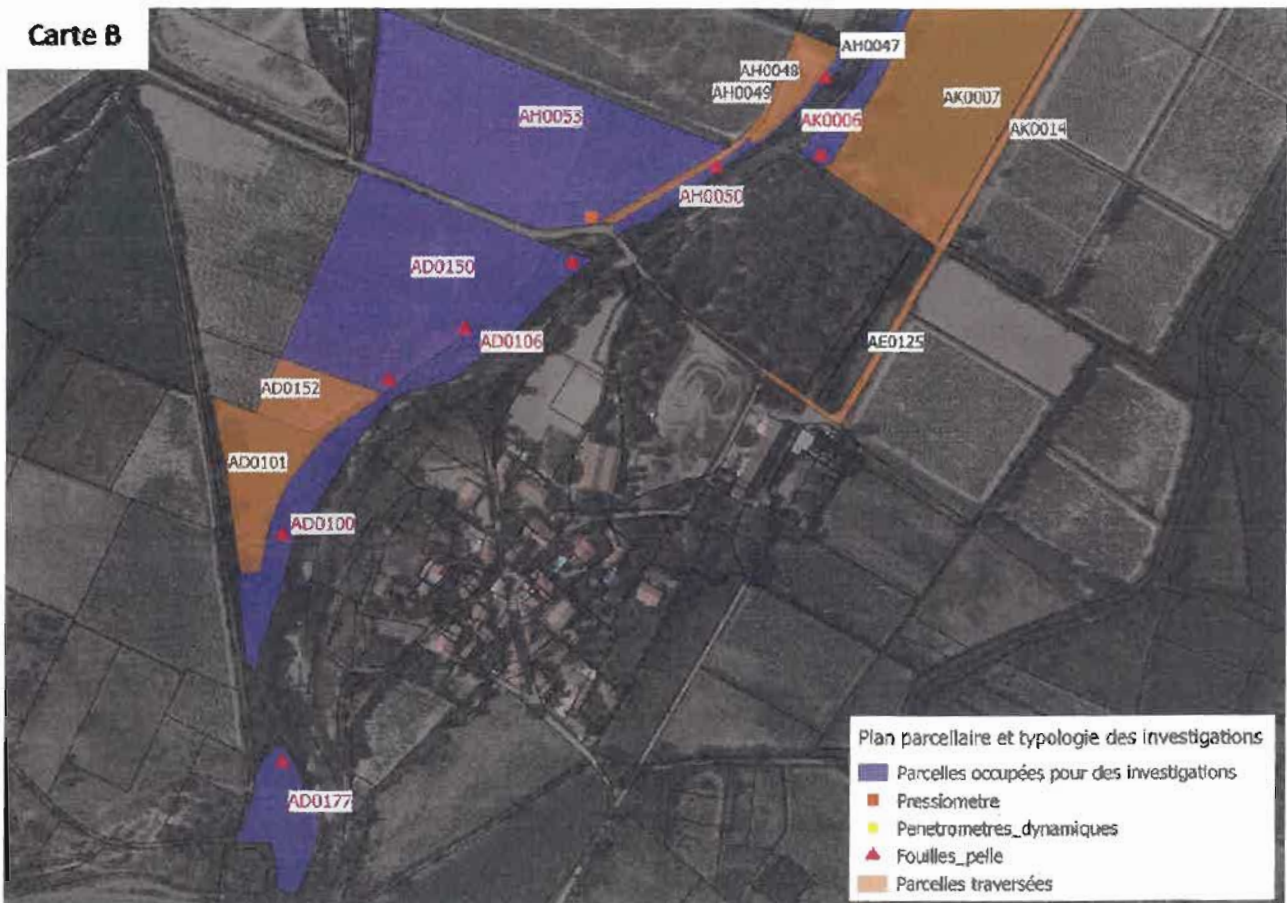 Carte B
AH0047
AH0048
AH0049
AK0007
AH0053
AK0006
AK0014
AH0050
AD0150
AD0106
AE0125
AD0152
AD0101
AD0100
AD0177
Plan parcellaire et typologie des investigations
Parcelles occupées pour des investigations
Pressiomètre
Penetrometres_dynamiques
Fouilles_pelle
Parcelles traversées